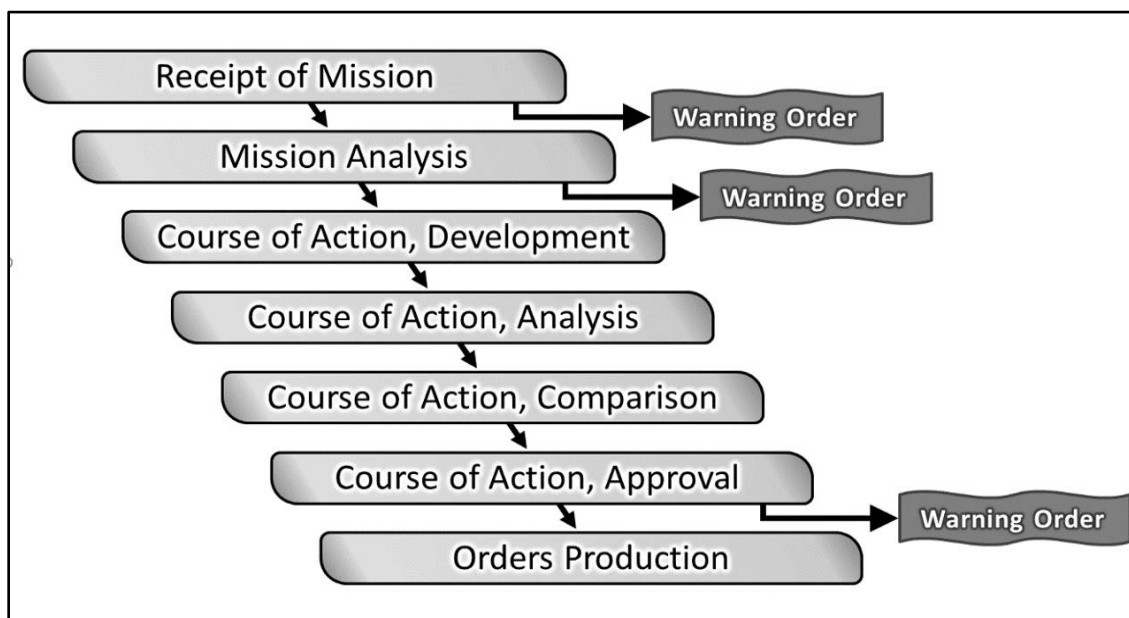 Receipt of Mission
Warning Order
Mission Analysis
Warning Order
Course of Action, Development
Course of Action, Analysis
Course of Action, Comparison
Course of Action, Approval
Warning Order
Orders Production